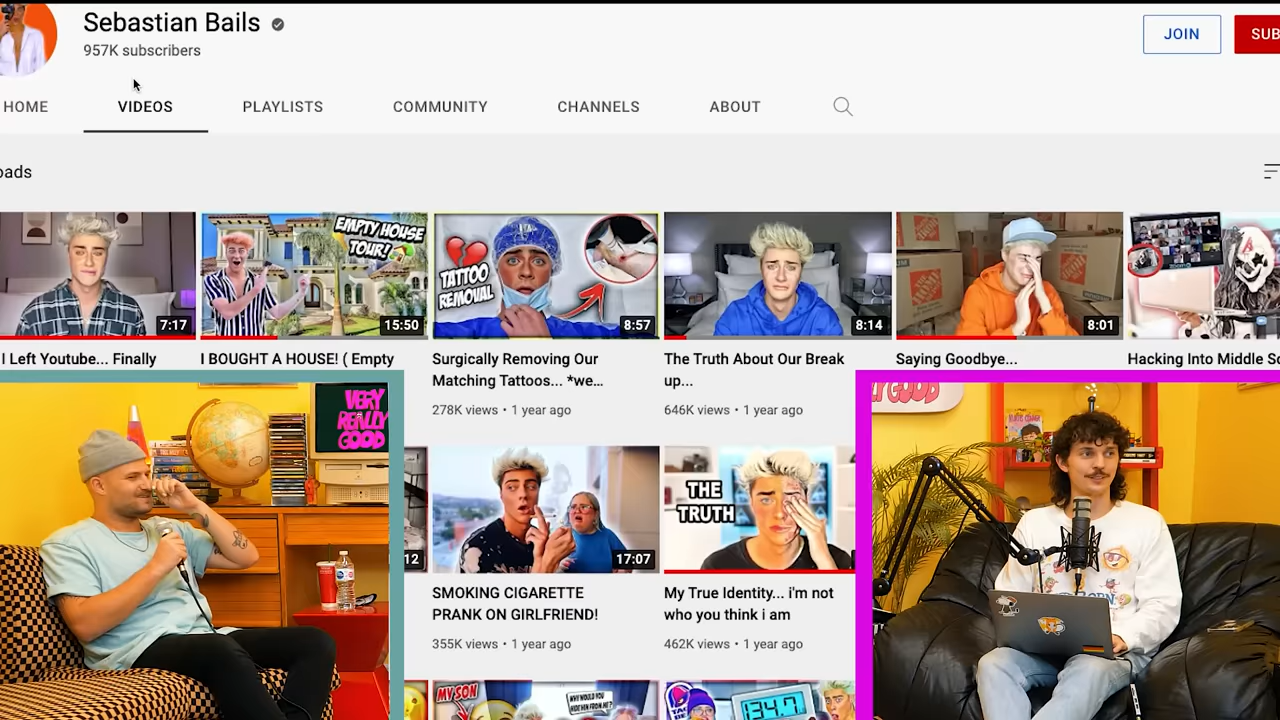 Sebastian Bails
957K subscribers
JOIN
SUB
HOME
VIDEOS
PLAYLISTS
COMMUNITY
CHANNELS
ABOUT
oads
EMPTY HOUSE
TOUR!
TATTOO
REMOVAL
7:17
15:50
8:57
8:14
8:01
I Left Youtube... Finally
I BOUGHT A HOUSE! ( Empty
Surgically Removing Our
Matching Tattoos... *we...
278K views • 1 year ago
The Truth About Our Break
up...
646K views • 1 year ago
Saying Goodbye...
Hacking Into Middle Sc
VERY
REALLY
GOOD
THE
TRUTH
12
17:07
SMOKING CIGARETTE
PRANK ON GIRLFRIEND!
355K views • 1 year ago
My True Identity... i'm not
who you think i am
462K views • 1 year ago
MY SON
WHY WOULD YOU
134.7